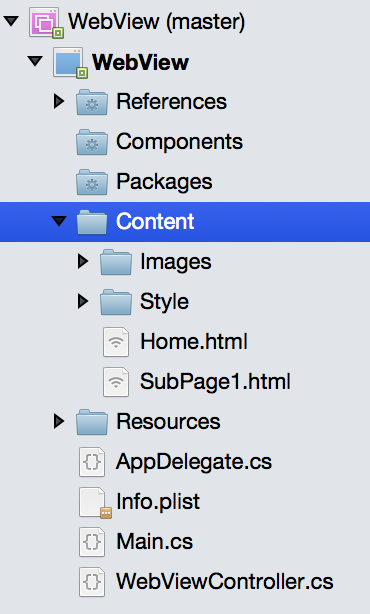 WebView (master)
WebView
References
Components
Packages
Content
Images
Style
Home.html
SubPage1.html
Resources
AppDelegate.cs
Info.plist
Main.cs
WebViewController.cs